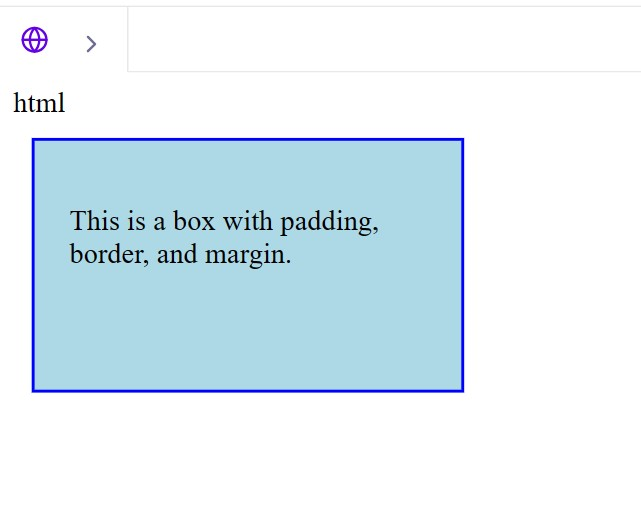 html
This is a box with padding,
border, and margin.